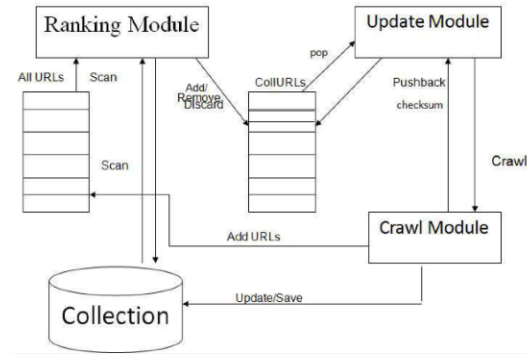 Ranking Module
Update Module
pop
All URLs
Scan
Add/
Remove
Discard
CollURLs
Pushback
checksum
Scan
Crawl
Crawl Module
Add URLs
Update/Save
Collection